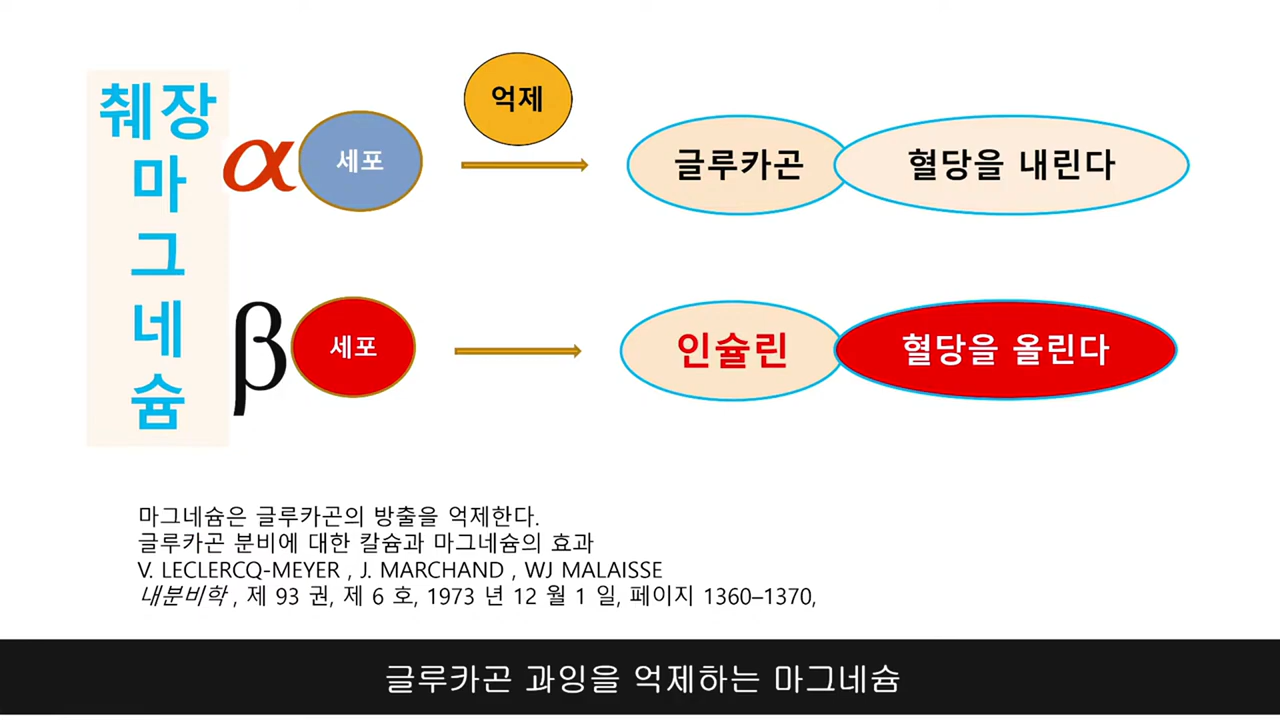 췌장
마
그
네
슘
α 세포
억제
글루카곤
혈당을 내린다
β 세포
인슐린
혈당을 올린다
마그네슘은 글루카곤의 방출을 억제한다.
글루카곤 분비에 대한 칼슘과 마그네슘의 효과
V. LECLERCQ-MEYER , J. MARCHAND , WJ MALAISSE
내분비학 , 제 93 권, 제 6 호, 1973 년 12 월 1 일, 페이지 1360–1370,
글루카곤 과잉을 억제하는 마그네슘